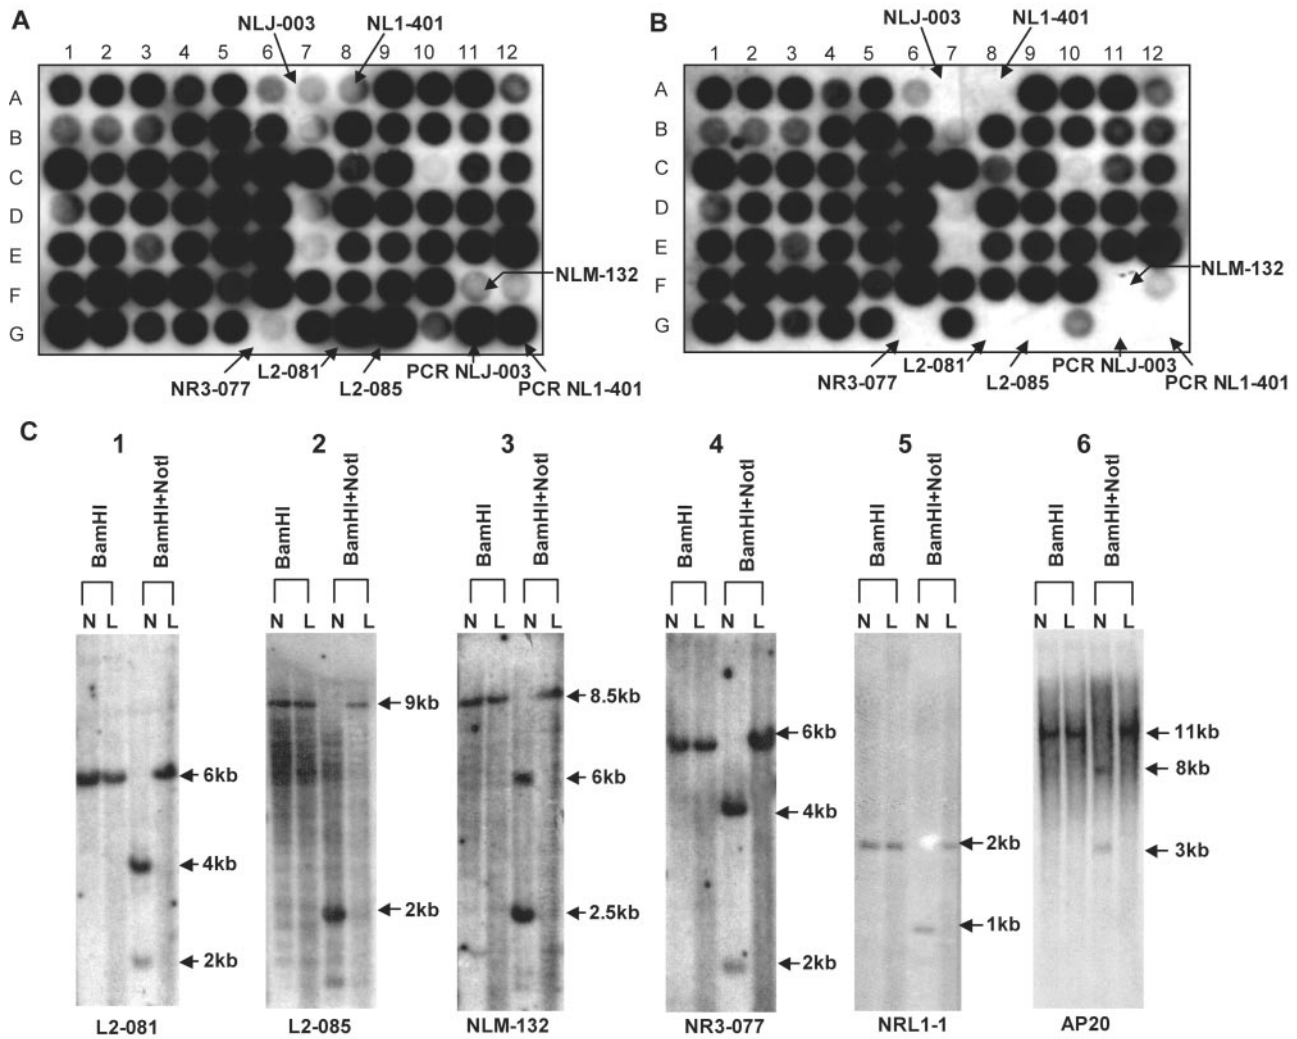 A
NLJ-003
NL1-401
1 2 3 4 5 6 7 8 9 10 11 12
A
B
C
D
E
F
G
NLM-132
NR3-077
L2-081
L2-085
PCR NLJ-003
PCR NL1-401
B
NLJ-003
NL1-401
1 2 3 4 5 6 7 8 9 10 11 12
A
B
C
D
E
F
G
NLM-132
NR3-077
L2-081
L2-085
PCR NLJ-003
PCR NL1-401
C
1
BamHI
BamHI+NotI
N L N L
6kb
4kb
2kb
L2-081
2
BamHI
BamHI+NotI
N L N L
9kb
2kb
L2-085
3
BamHI
BamHI+NotI
N L N L
8.5kb
6kb
2.5kb
NLM-132
4
BamHI
BamHI+NotI
N L N L
6kb
4kb
2kb
NR3-077
5
BamHI
BamHI+NotI
N L N L
2kb
1kb
NRL1-1
6
BamHI
BamHI+NotI
N L N L
11kb
8kb
3kb
AP20